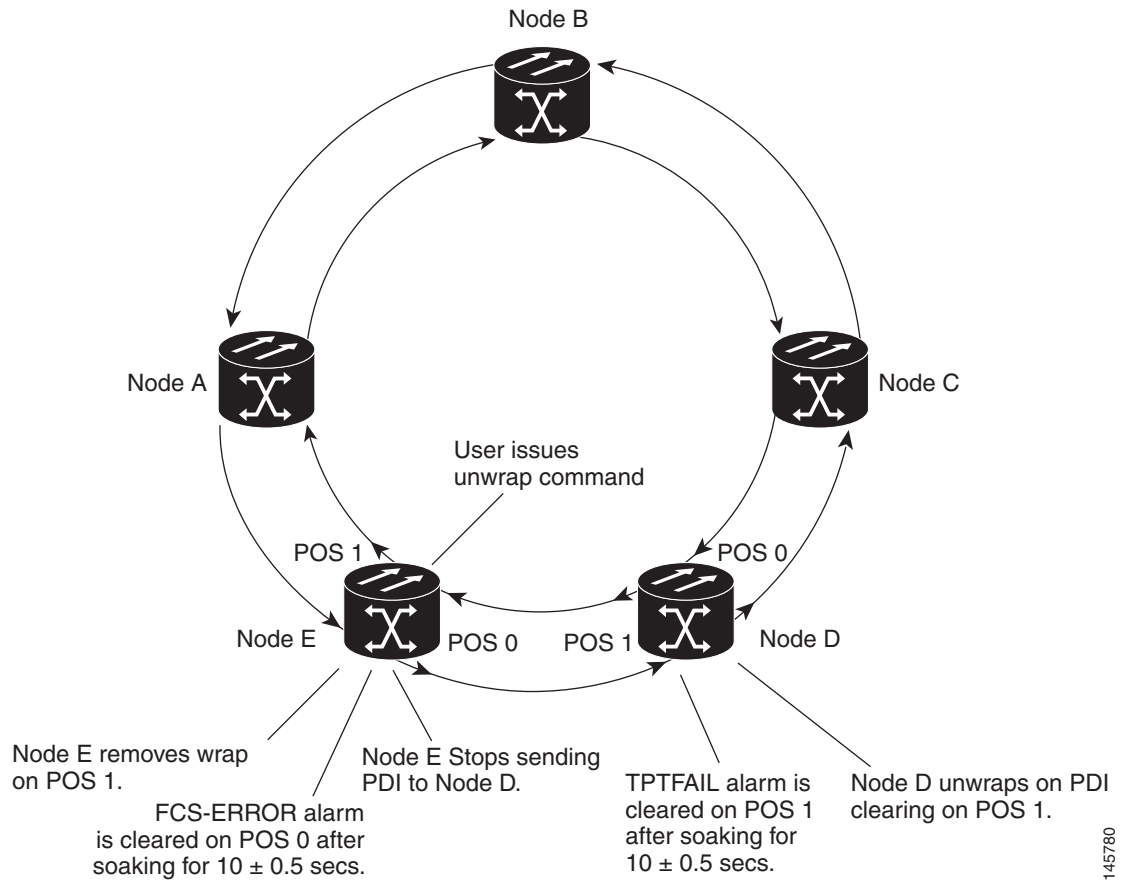 Node B
Node A
Node C
User issues
unwrap command
POS 1
POS 0
Node E
POS 0
POS 1
Node D
Node E removes wrap
on POS 1.
FCS-ERROR alarm
is cleared on POS 0 after
soaking for 10 ± 0.5 secs.
Node E Stops sending
PDI to Node D.
TPTFAIL alarm is
cleared on POS 1
after soaking for
10 ± 0.5 secs.
Node D unwraps on PDI
clearing on POS 1.
145780